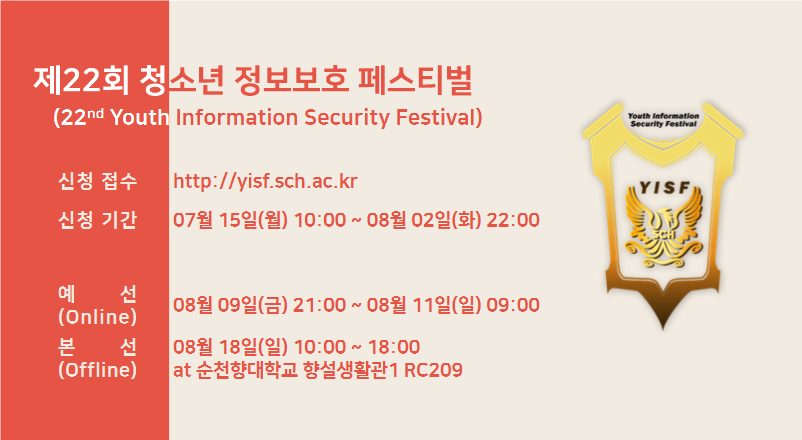 제22회 청소년 정보보호 페스티벌
(22nd Youth Information Security Festival)
신청 접수 http://yisf.sch.ac.kr
신청 기간 07월 15일(월) 10:00 ~ 08월 02일(화) 22:00
예 선
(Online)
08월 09일(금) 21:00 ~ 08월 11일(일) 09:00
본 선
(Offline)
08월 18일(일) 10:00 ~ 18:00
at 순천향대학교 향설생활관1 RC209
Youth Information
Security Festival
YISF
SCH